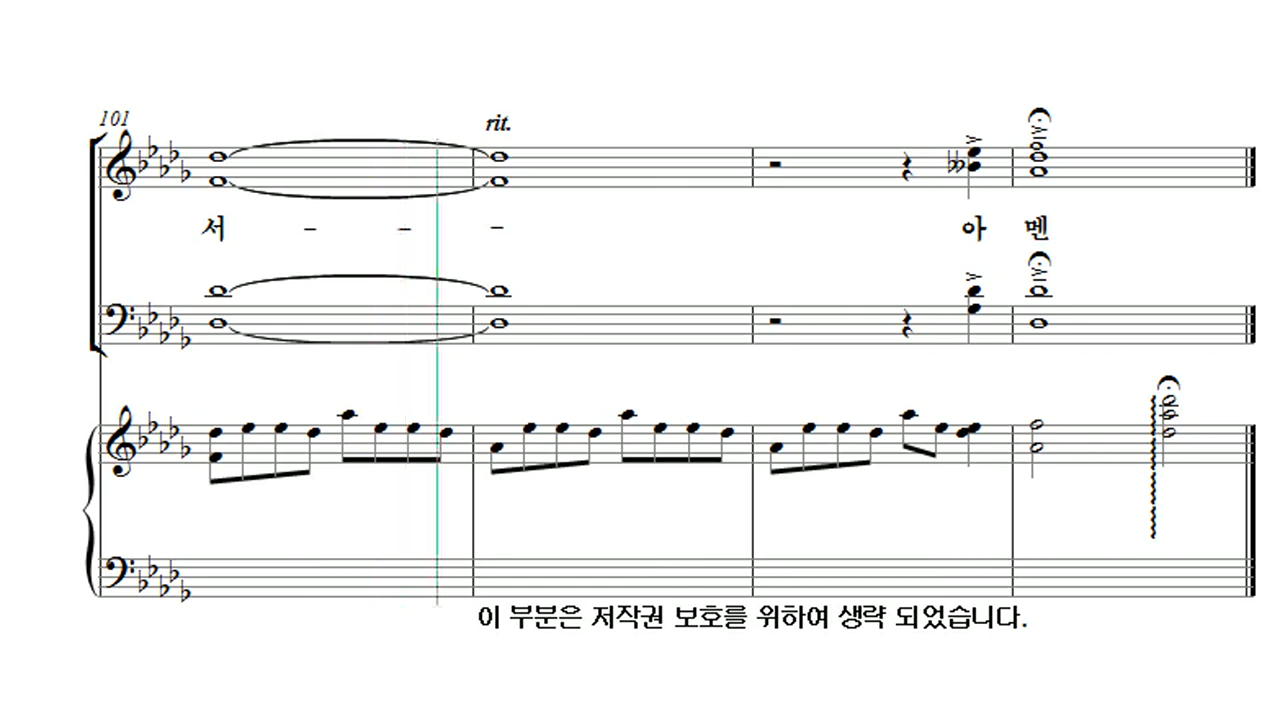 101
rit.
서 - - - 아 멘
이 부분은 저작권 보호를 위하여 생략 되었습니다.